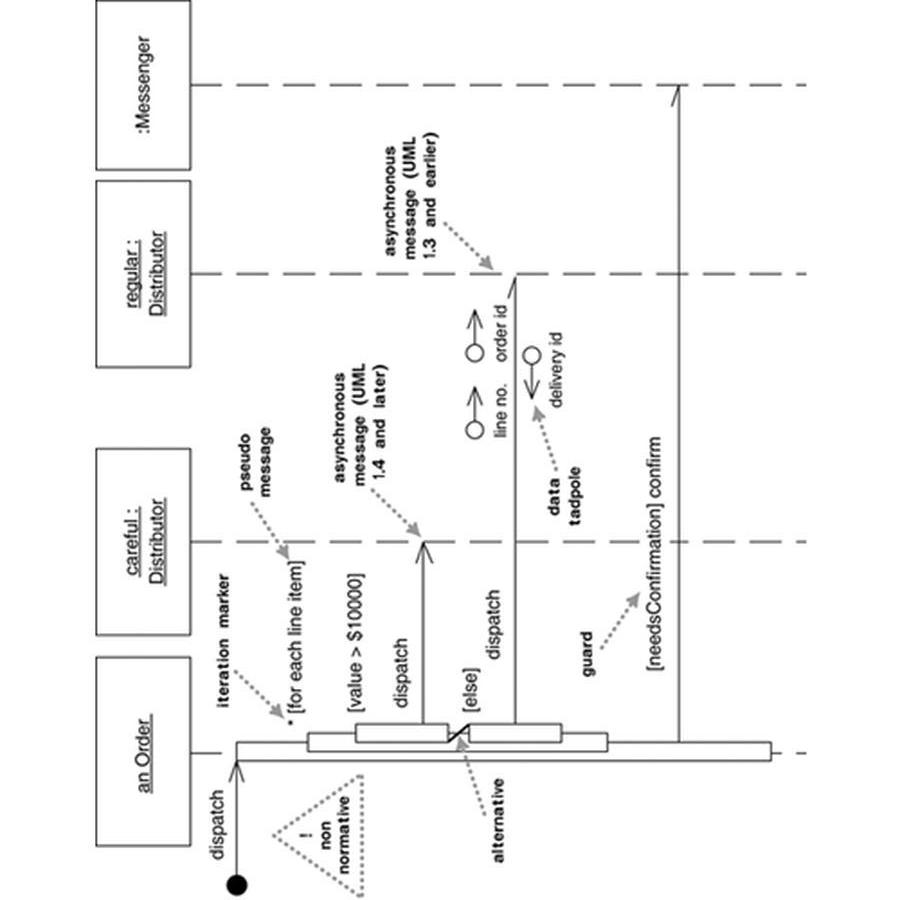 an Order
careful :
Distributor
regular :
Distributor
:Messenger
dispatch
iteration marker
pseudo
message
* [for each line item]
!
non
normative
asynchronous
message (UML
1.4 and later)
[value > $10000]
dispatch
asynchronous
message (UML
1.3 and earlier)
[else]
dispatch
line no.
order id
alternative
delivery id
data
tadpole
guard
[needsConfirmation] confirm